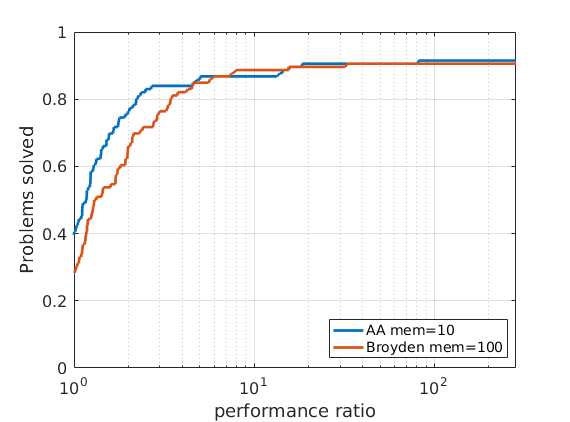 1
0.8
0.6
0.4
0.2
0
Problems solved
AA mem=10
Broyden mem=100
10^0
10^1
10^2
performance ratio